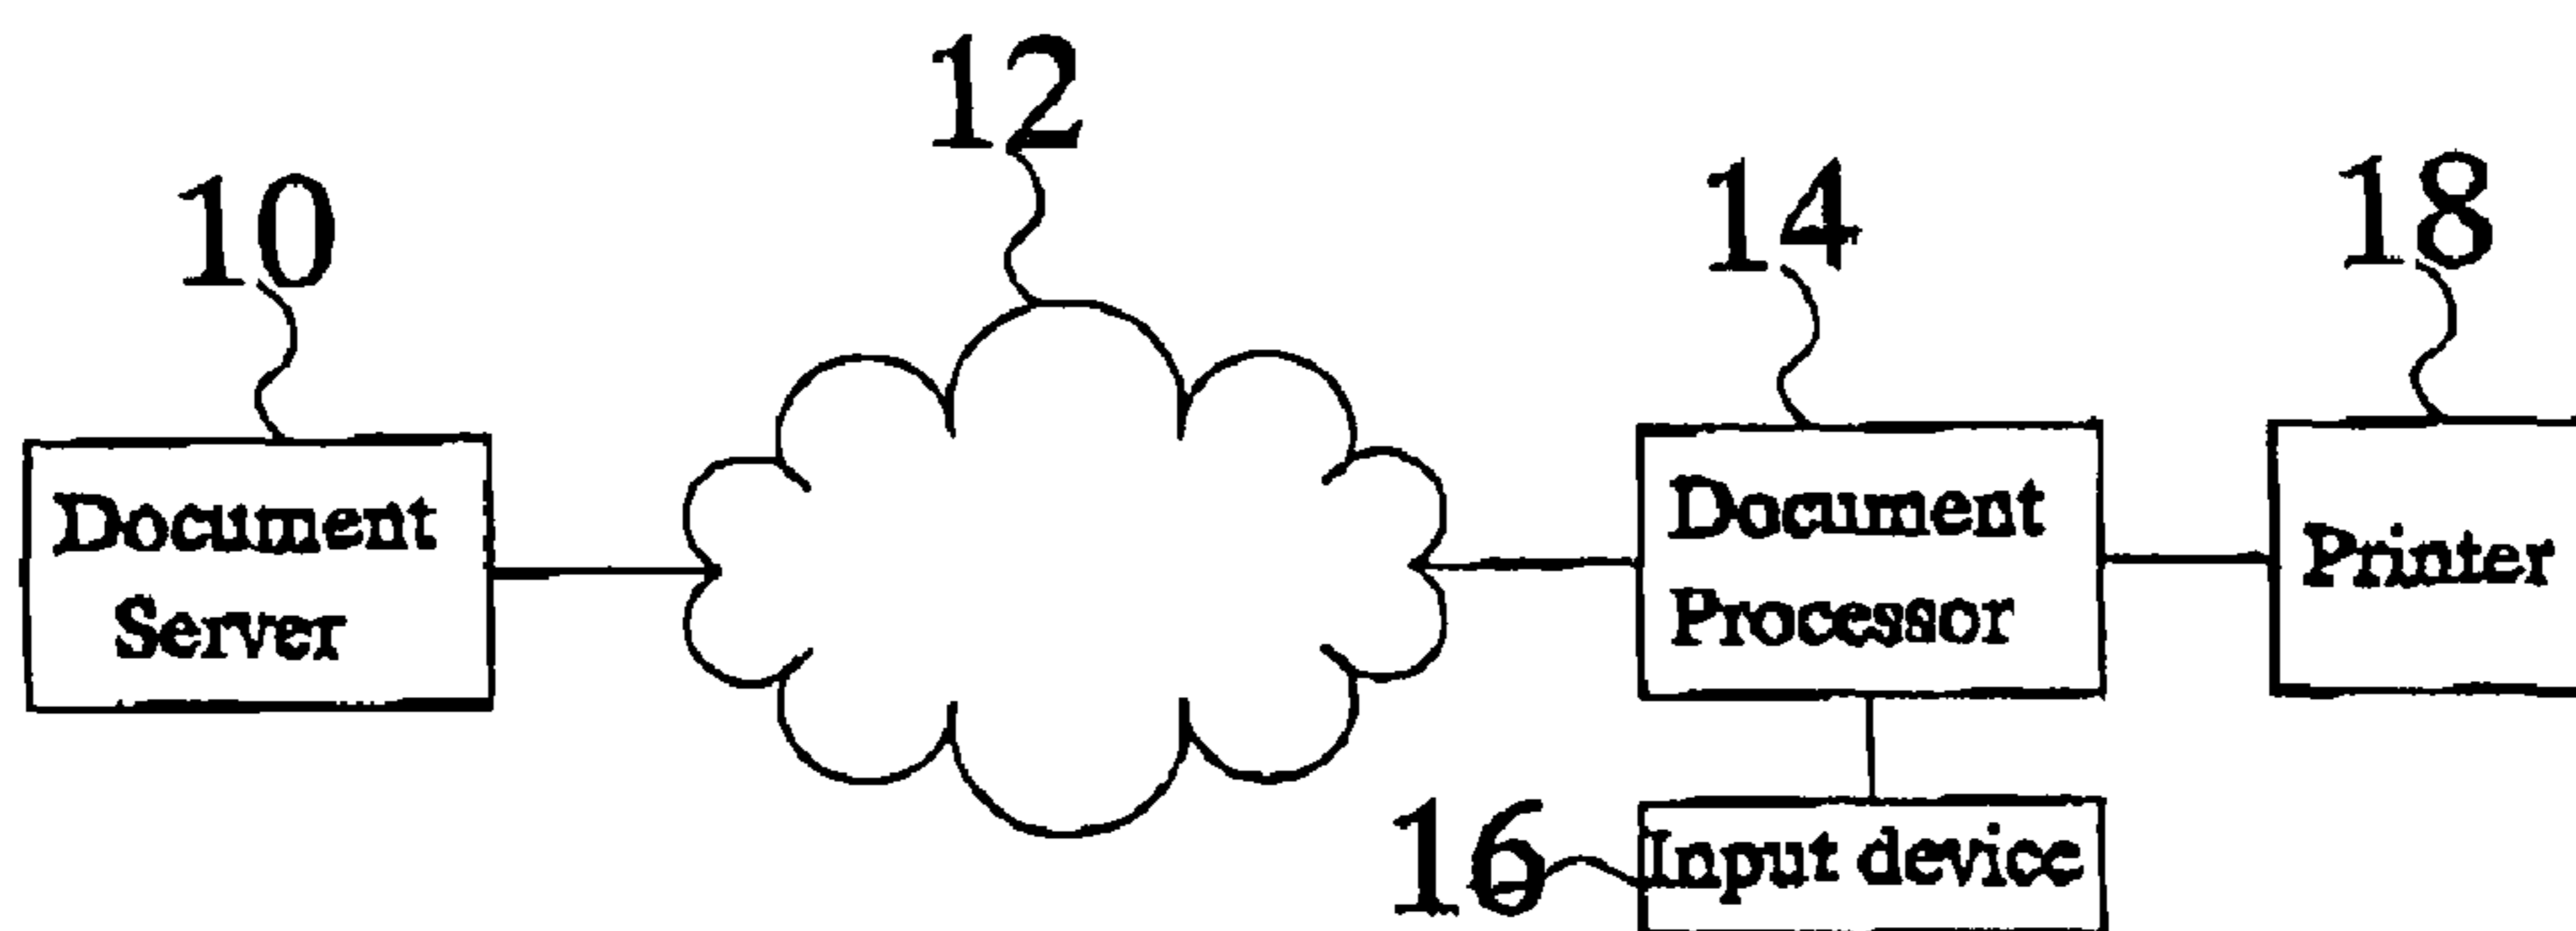 12
10
14
18
Document
Server
Document
Processor
Printer
16
Input device